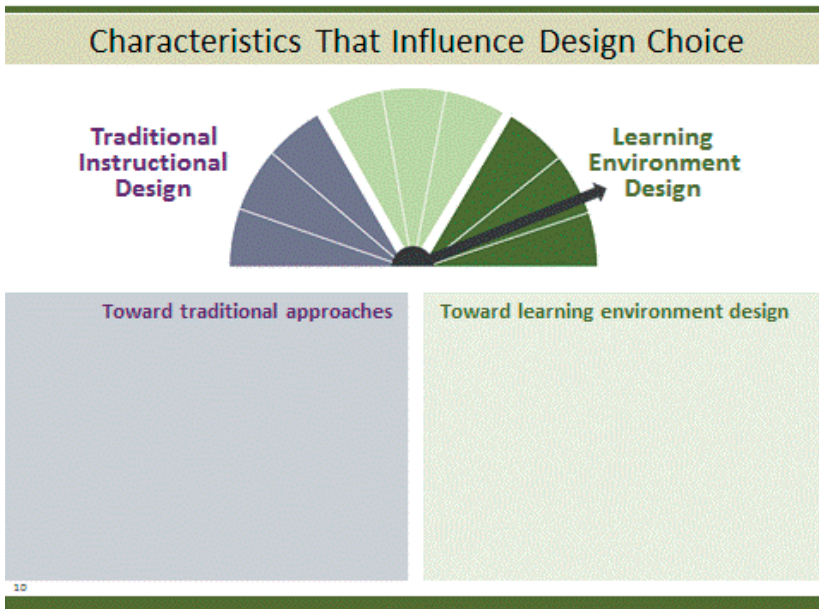 Characteristics That Influence Design Choice
Traditional
Instructional
Design
Learning
Environment
Design
Toward traditional approaches
Toward learning environment design
10